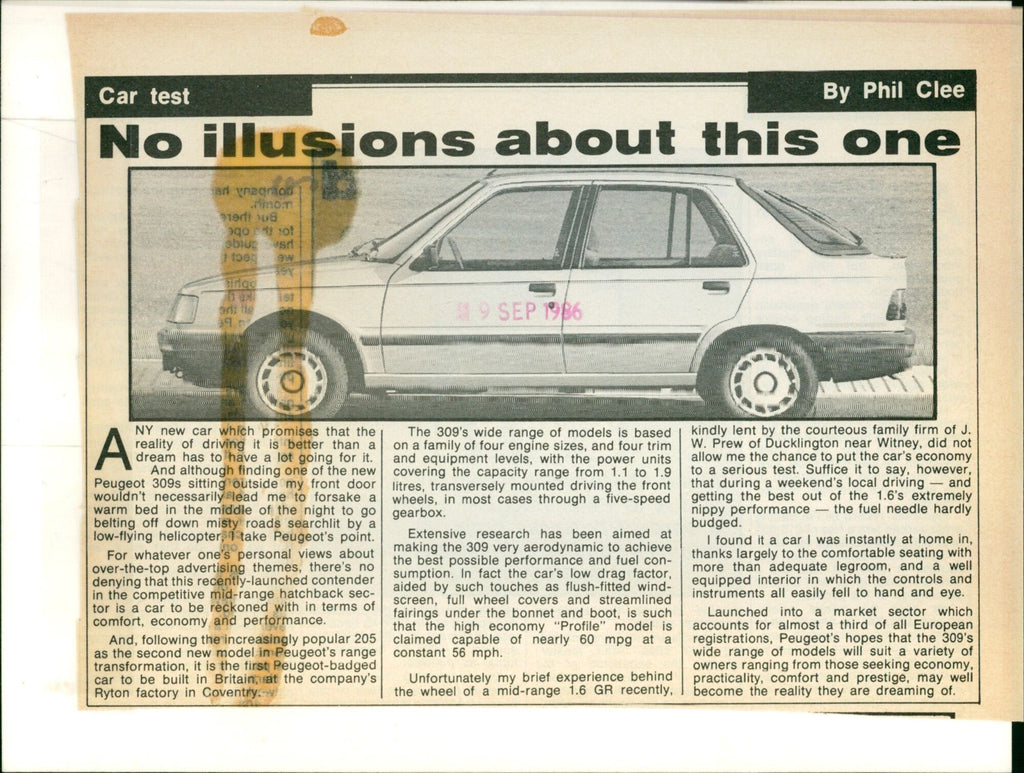 Car test
By Phil Clee
No illusions about this one
9 SEP 1986
ANY new car which promises that the
reality of driving it is better than a
dream has to have a lot going for it.
And although finding one of the new
Peugeot 309s sitting outside my front door
wouldn't necessarily lead me to forsake a
warm bed in the middle of the night to go
belting off down misty roads searchlit by a
low-flying helicopter, I take Peugeot's point.
For whatever one's personal views about
over-the-top advertising themes, there's no
denying that this recently-launched contender
in the competitive mid-range hatchback sec-
tor is a car to be reckoned with in terms of
comfort, economy and performance.
And, following the increasingly popular 205
as the second new model in Peugeot's range
transformation, it is the first Peugeot-badged
car to be built in Britain, at the company's
Ryton factory in Coventry.
The 309's wide range of models is based
on a family of four engine sizes, and four trim
and equipment levels, with the power units
covering the capacity range from 1.1 to 1.9
litres, transversely mounted driving the front
wheels, in most cases through a five-speed
gearbox.
Extensive research has been aimed at
making the 309 very aerodynamic to achieve
the best possible performance and fuel con-
sumption. In fact the car's low drag factor,
aided by such touches as flush-fitted wind-
screen, full wheel covers and streamlined
fairings under the bonnet and boot, is such
that the high economy "Profile" model is
claimed capable of nearly 60 mpg at a
constant 56 mph.
Unfortunately my brief experience behind
the wheel of a mid-range 1.6 GR recently,
kindly lent by the courteous family firm of J.
W. Prew of Ducklington near Witney, did not
allow me the chance to put the car's economy
to a serious test. Suffice it to say, however,
that during a weekend's local driving — and
getting the best out of the 1.6's extremely
nippy performance — the fuel needle hardly
budged.
I found it a car I was instantly at home in,
thanks largely to the comfortable seating with
more than adequate legroom, and a well
equipped interior in which the controls and
instruments all easily fell to hand and eye.
Launched into a market sector which
accounts for almost a third of all European
registrations, Peugeot's hopes that the 309's
wide range of models will suit a variety of
owners ranging from those seeking economy,
practicality, comfort and prestige, may well
become the reality they are dreaming of.